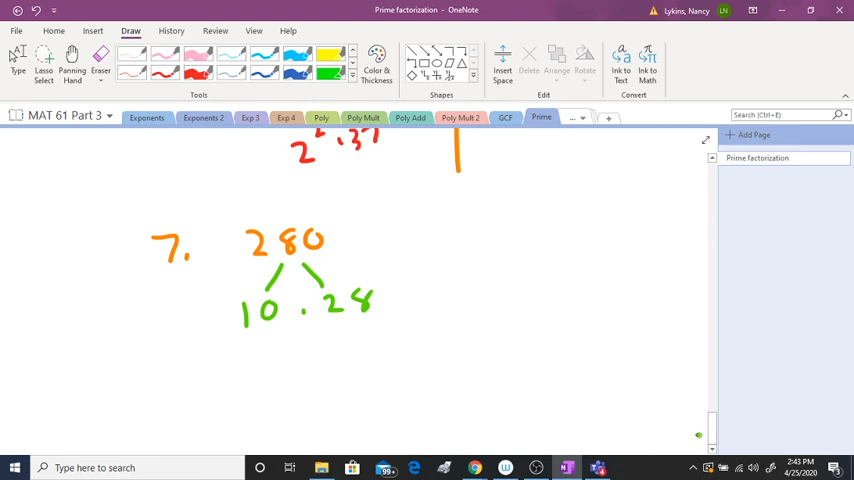 Prime factorization - OneNote
Lykins, Nancy
LN
File Home Insert Draw History Review View Help
Type
Lasso Select
Panning Hand
Eraser
Color & Thickness
Insert Space
Delete
Arrange
Rotate
Ink to Text
Ink to Math
Tools
Shapes
Edit
Convert
MAT 61 Part 3
Exponents
Exponents 2
Exp 3
Exp 4
Poly
Poly Mult
Poly Add
Poly Mult 2
GCF
Prime
...
Search (Ctrl+E)
Add Page
Prime factorization
7. 280
10 . 28
Type here to search
99+
2:43 PM
4/25/2020
3